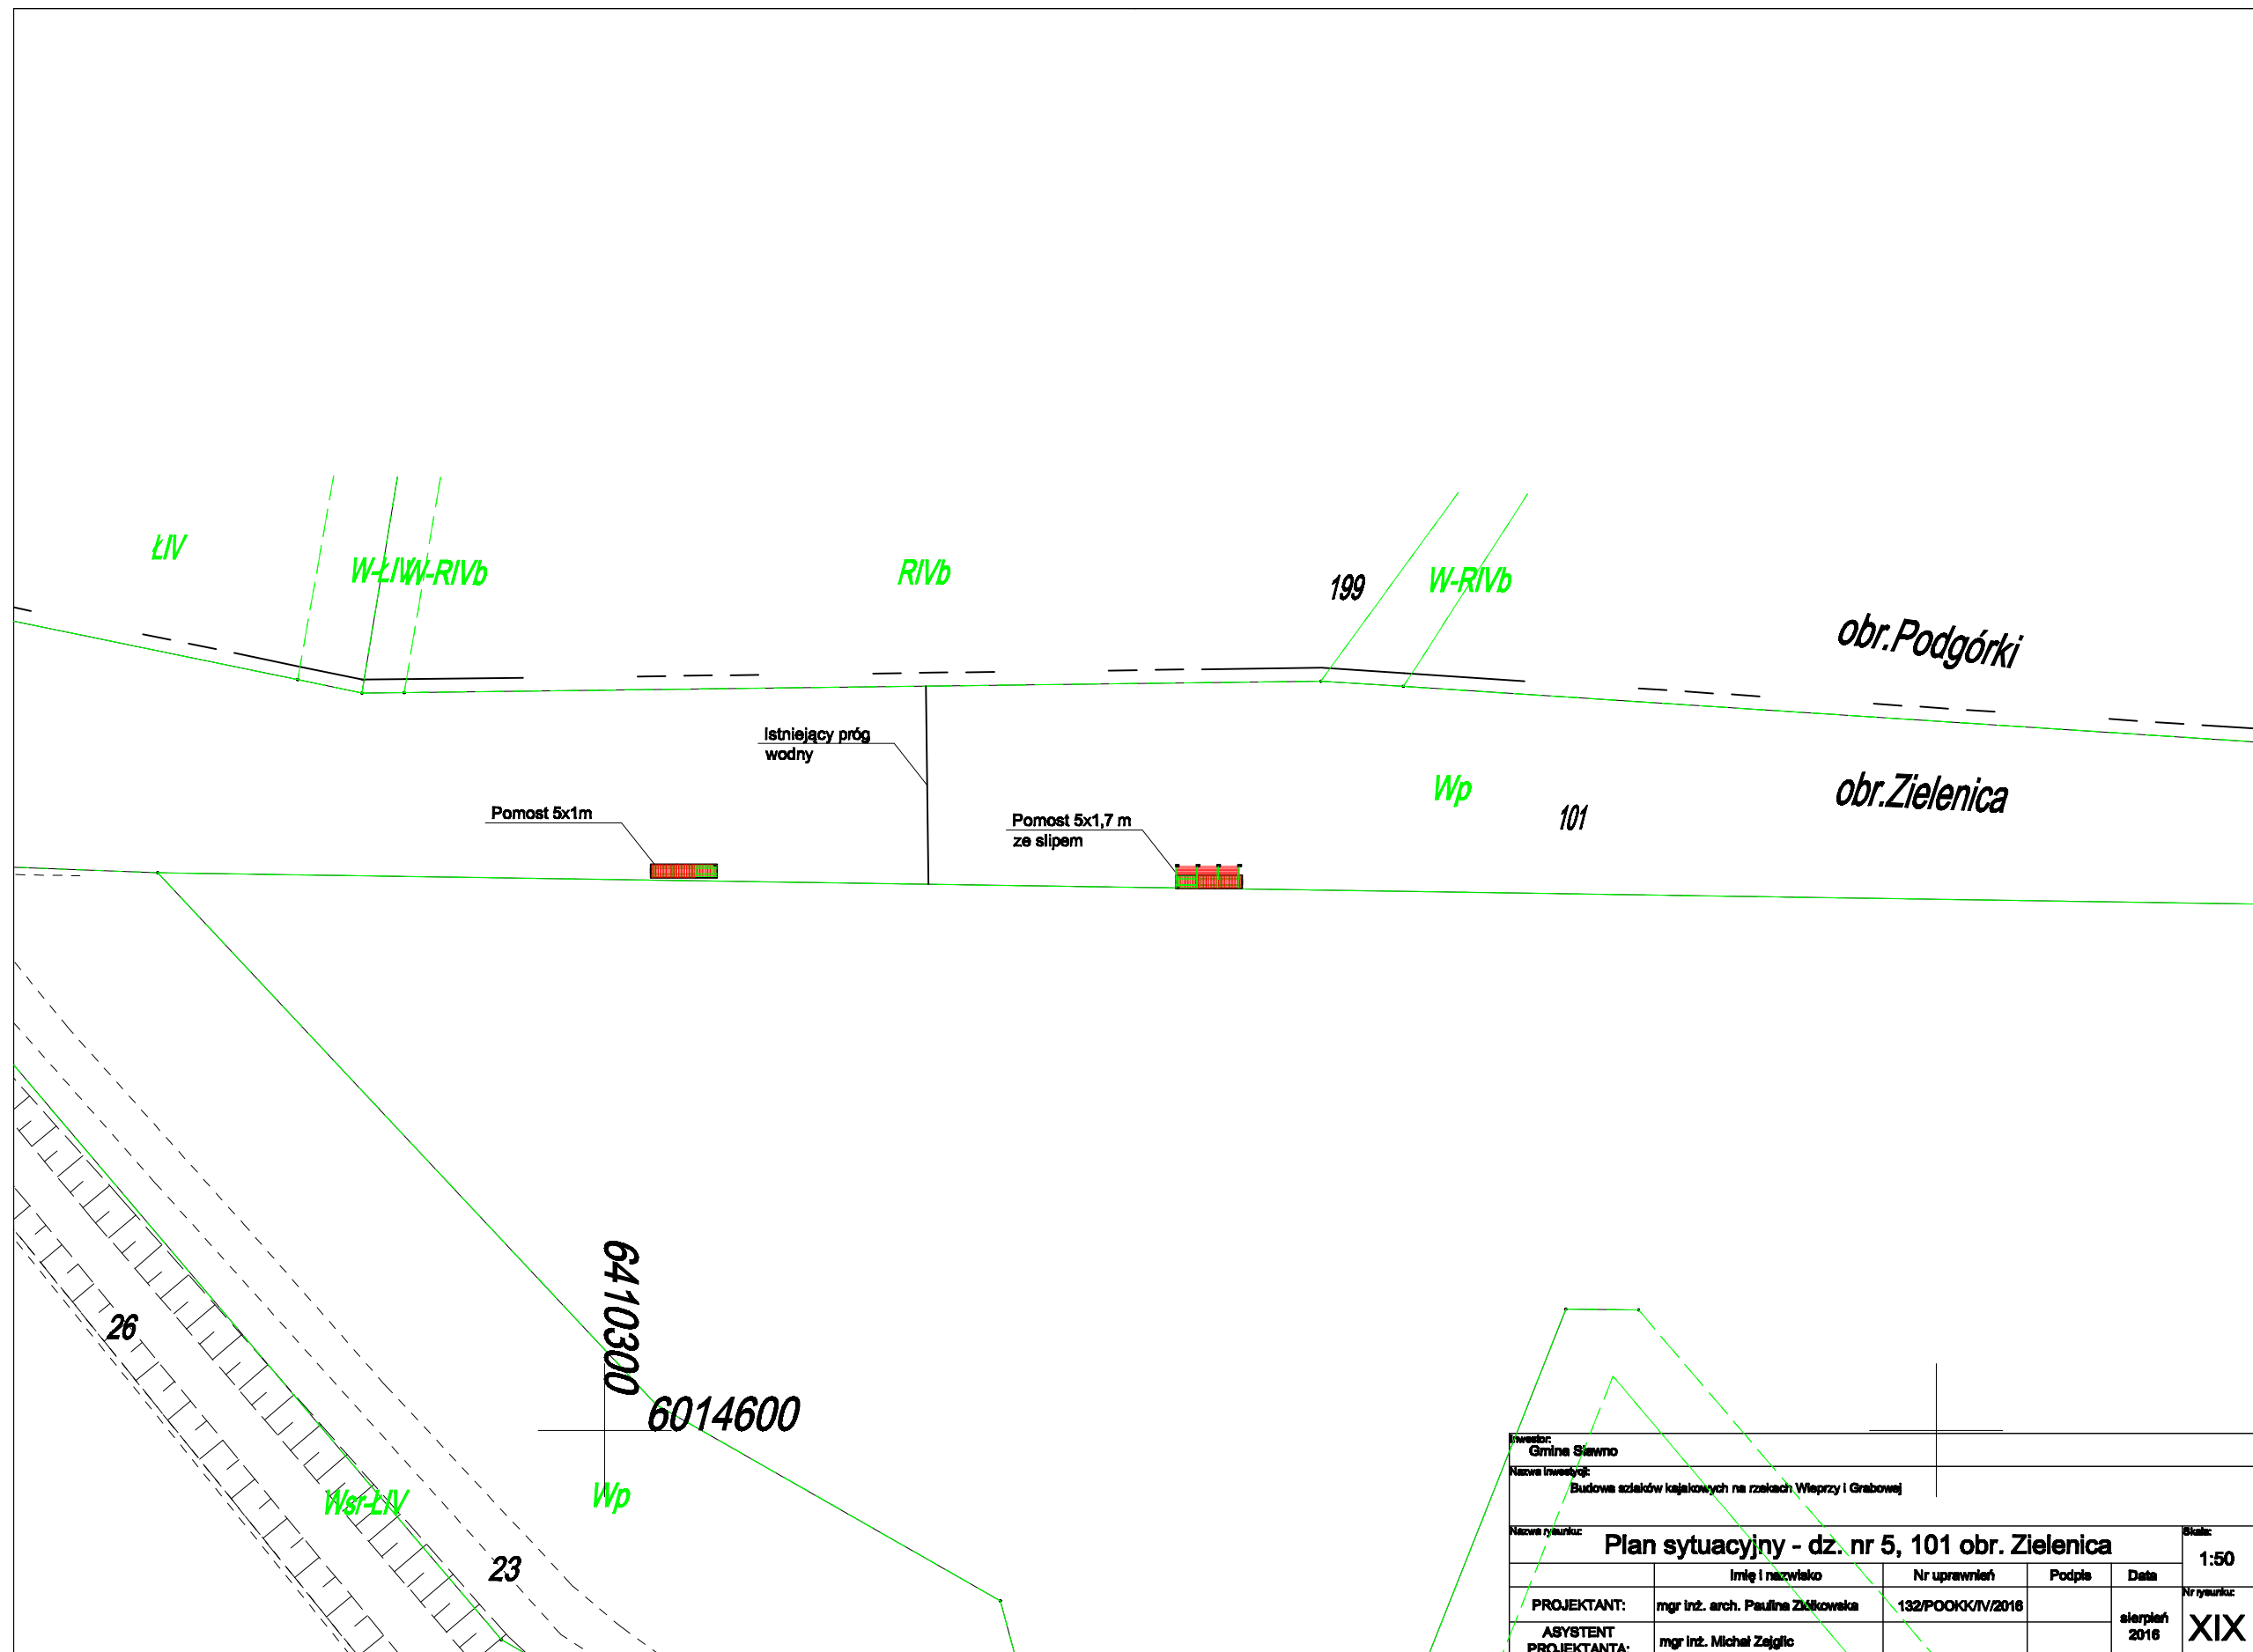 ŁIV
W-ŁIV
W-RIVb
RIVb
199
W-RIVb
obr.Podgórki
Istniejący próg
wodny
Wp
101
obr.Zielenica
Pomost 5x1m
Pomost 5x1,7 m
ze slipem
26
6410300
6014600
Wsr-ŁIV
Wp
23
Inwestor:
Gmina Sławno
Nazwa inwestycji:
Budowa szlaków kajakowych na rzekach Wieprzy i Grabowej
Nazwa rysunku:
Plan sytuacyjny - dz. nr 5, 101 obr. Zielenica
Skala:
1:50
Imię i nazwisko
Nr uprawnień
Podpis
Data
Nr rysunku:
PROJEKTANT:
mgr inż. arch. Paulina Ziółkowska
132/POOKK/IV/2016
sierpień
2016
XIX
ASYSTENT
PROJEKTANTA:
mgr inż. Michał Zejglic